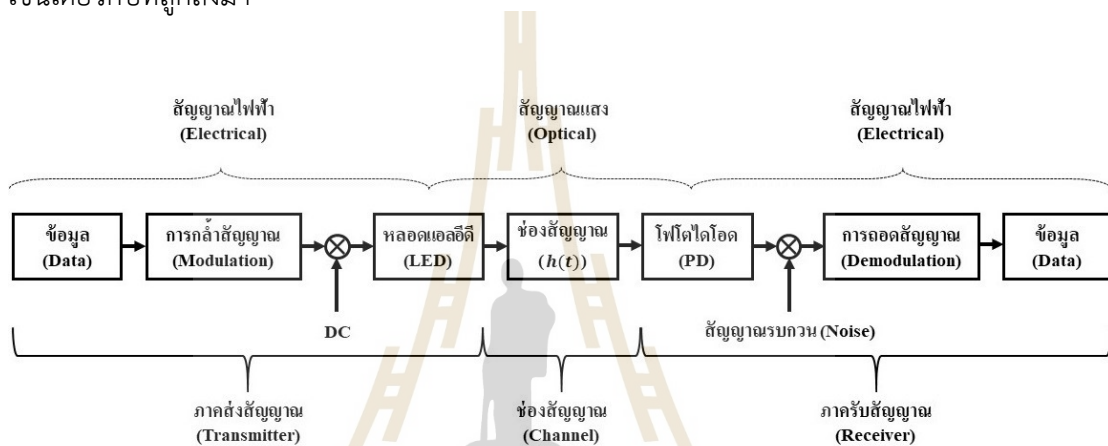 สัญญาณไฟฟ้า
(Electrical)
สัญญาณแสง
(Optical)
สัญญาณไฟฟ้า
(Electrical)
ข้อมูล
(Data)
การกล้ำสัญญาณ
(Modulation)
หลอดแอลอีดี
(LED)
ช่องสัญญาณ
(h(t))
โฟโตไดโอด
(PD)
การถอดสัญญาณ
(Demodulation)
ข้อมูล
(Data)
DC
สัญญาณรบกวน (Noise)
ภาคส่งสัญญาณ
(Transmitter)
ช่องสัญญาณ
(Channel)
ภาครับสัญญาณ
(Receiver)